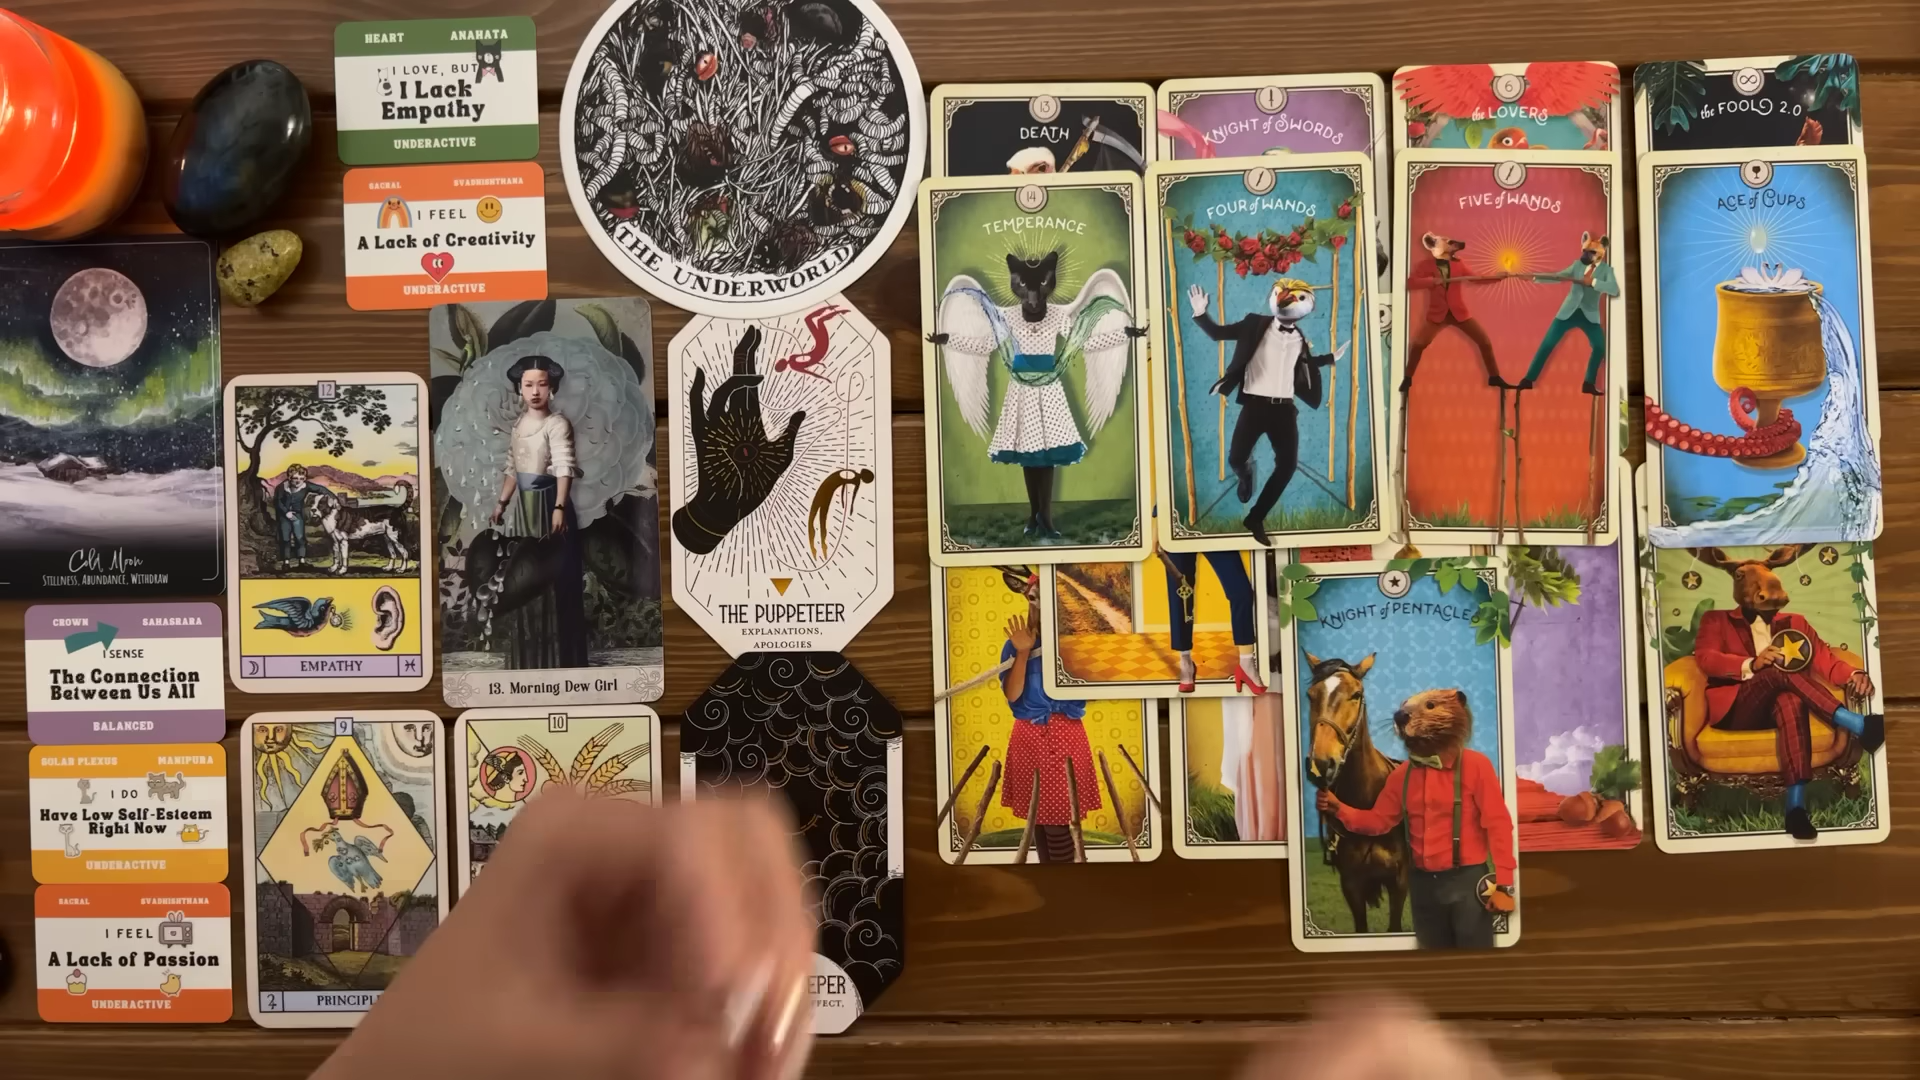 HEART ANAHATA
I LOVE, BUT
I Lack
Empathy
UNDERACTIVE
SACRAL SVADHISHTHANA
I FEEL
A Lack of Creativity
UNDERACTIVE
THE UNDERWORLD
13
DEATH
KNIGHT of SWORDS
6
the LOVERS
the FOOL 2.0
14
TEMPERANCE
FOUR of WANDS
FIVE of WANDS
ACE of CUPS
Cold Moon
STILLNESS, ABUNDANCE, WITHDRAW
12
EMPATHY
13. Morning Dew Girl
THE PUPPETEER
EXPLANATIONS,
APOLOGIES
KNIGHT of PENTACLES
CROWN SAHASRARA
I SENSE
The Connection
Between Us All
BALANCED
SOLAR PLEXUS MANIPURA
I DO
Have Low Self-Esteem
Right Now
UNDERACTIVE
SACRAL SVADHISHTHANA
I FEEL
A Lack of Passion
UNDERACTIVE
9
PRINCIPL
10
EPER
FFECT,